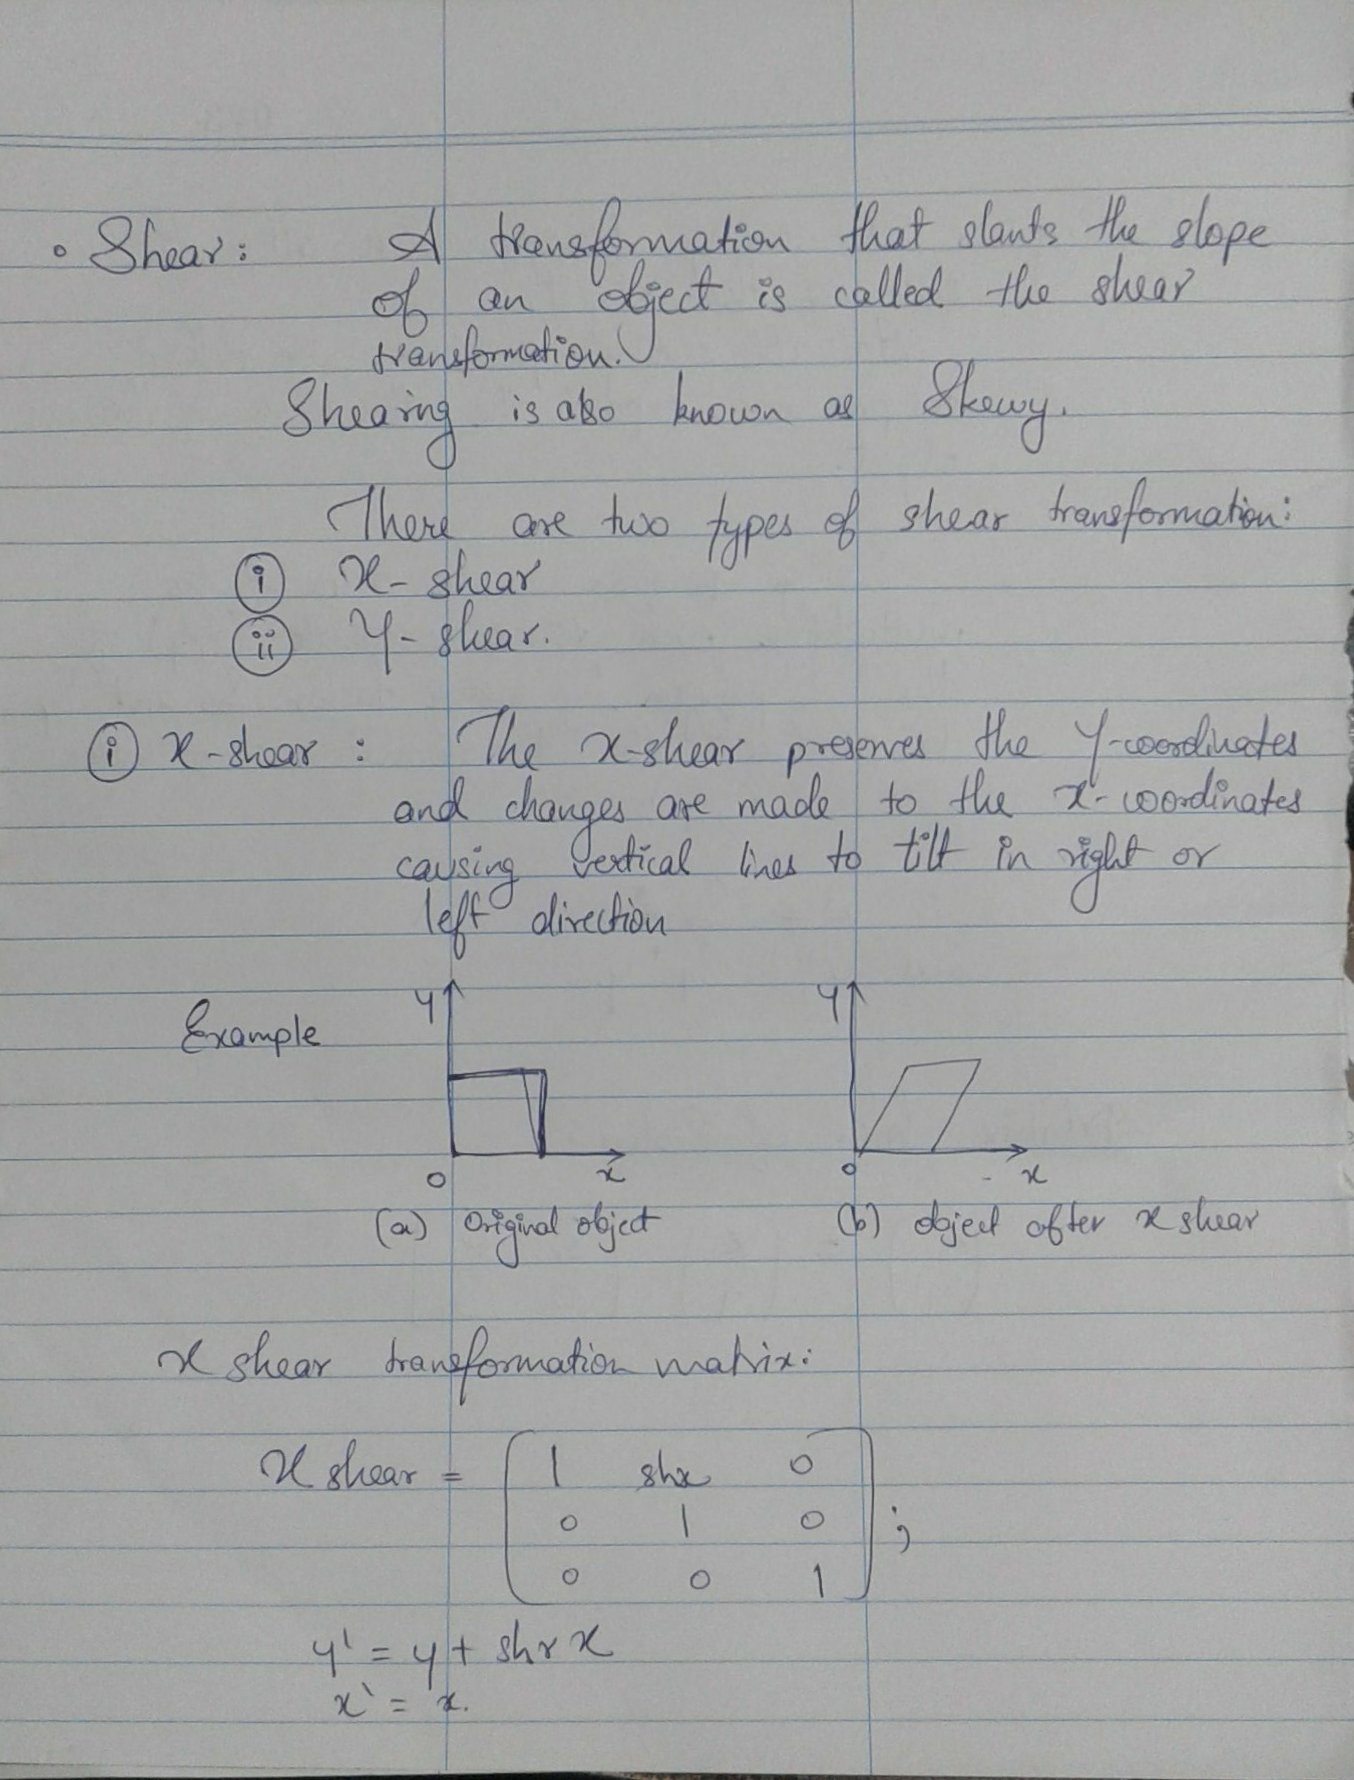 • Shear: A transformation that slants the slope
of an object is called the shear
transformation.
Shearing is also known as Skewy.
There are two types of shear transformation:
(i) x-shear
(ii) Y-shear.
(i) x-shear : The x-shear preserves the Y-coordinates
and changes are made to the x-coordinates
causing vertical lines to tilt in right or
left direction
Example
y y
0 x 0 x
(a) Original object (b) object after x shear
x shear transformation matrix:
x shear = [ 1 shx 0
0 1 0
0 0 1 ] ;
y' = y + shx x
x' = x.